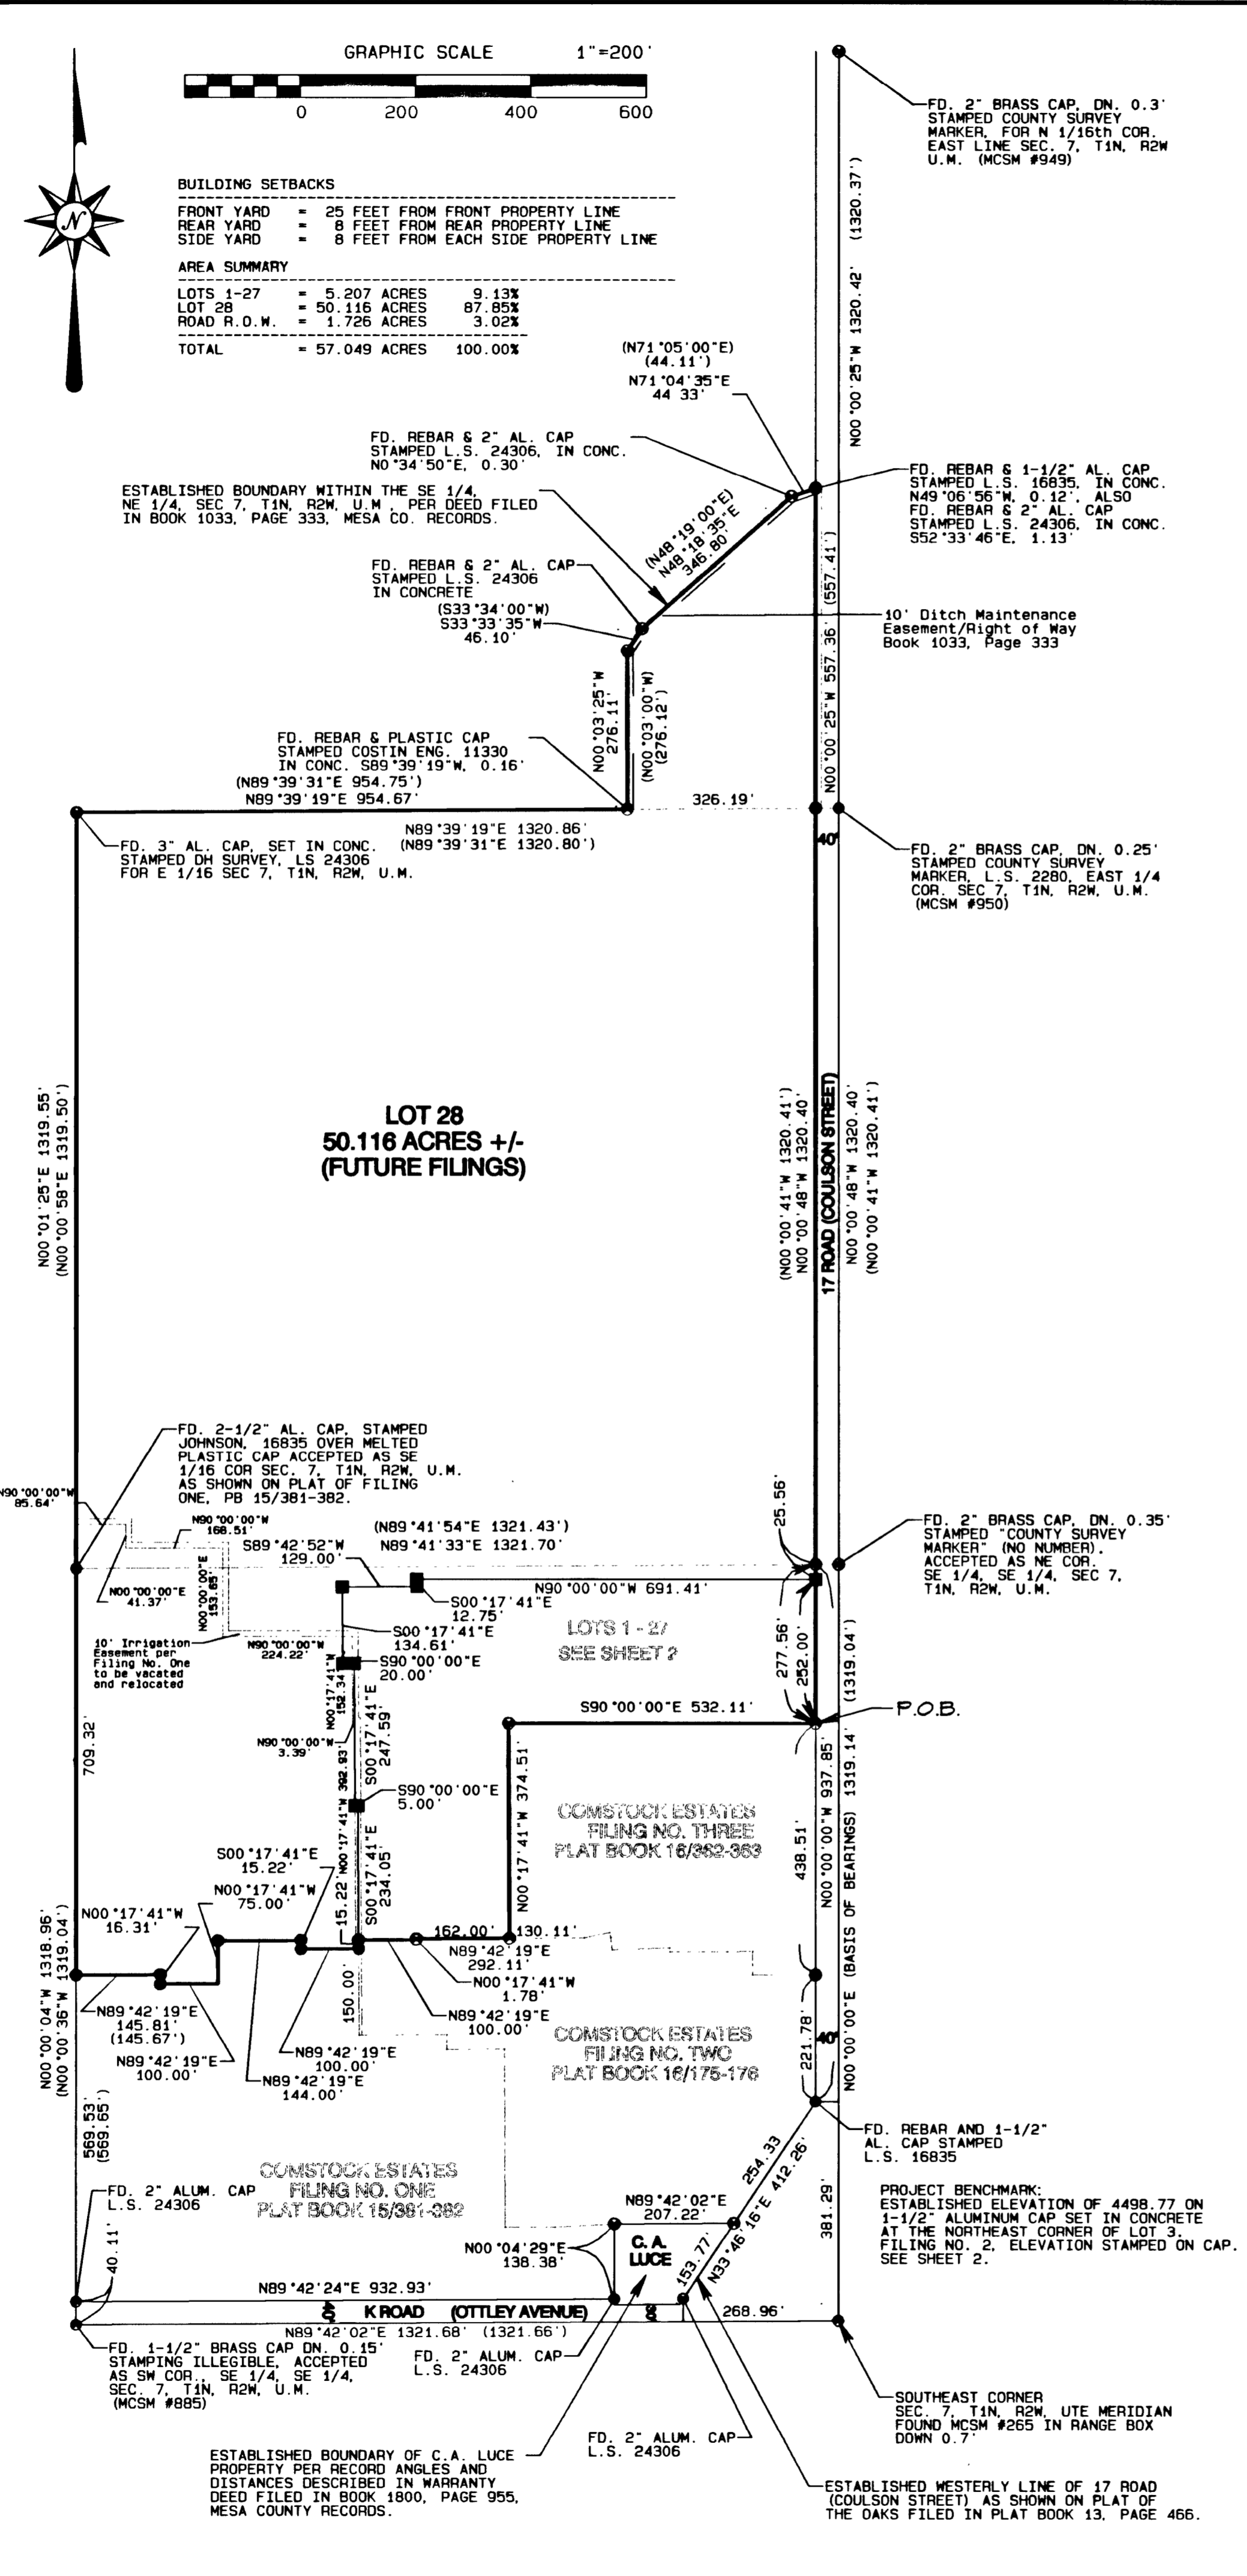 GRAPHIC SCALE 1"=200'
0 200 400 600
N
BUILDING SETBACKS
FRONT YARD = 25 FEET FROM FRONT PROPERTY LINE
REAR YARD = 8 FEET FROM REAR PROPERTY LINE
SIDE YARD = 8 FEET FROM EACH SIDE PROPERTY LINE
AREA SUMMARY
LOTS 1-27 = 5.207 ACRES 9.13%
LOT 28 = 50.116 ACRES 87.85%
ROAD R.O.W. = 1.726 ACRES 3.02%
TOTAL = 57.049 ACRES 100.00%
FD. 2" BRASS CAP, DN. 0.3'
STAMPED COUNTY SURVEY
MARKER, FOR N 1/16th COR.
EAST LINE SEC. 7, T1N, R2W
U.M. (MCSM #949)
N00°00'25"W 1320.42' (1320.37')
(N71°05'00"E)
(44.11')
N71°04'35"E
44 33'
FD. REBAR & 2" AL. CAP
STAMPED L.S. 24306, IN CONC.
N0°34'50"E, 0.30'
ESTABLISHED BOUNDARY WITHIN THE SE 1/4,
NE 1/4, SEC 7, T1N, R2W, U.M , PER DEED FILED
IN BOOK 1033, PAGE 333, MESA CO. RECORDS.
FD. REBAR & 1-1/2" AL. CAP
STAMPED L.S. 16835, IN CONC.
N49°06'56"W, 0.12', ALSO
FD. REBAR & 2" AL. CAP
STAMPED L.S. 24306, IN CONC.
S52°33'46"E, 1.13'
(N48°19'00"E)
N48°18'35"E
346.80'
FD. REBAR & 2" AL. CAP
STAMPED L.S. 24306
IN CONCRETE
(S33°34'00"W)
S33°33'35"W
46.10'
10' Ditch Maintenance
Easement/Right of Way
Book 1033, Page 333
N00°00'25"W 557.36' (557.41')
N00°03'25"W
276.11'
(N00°03'00"W)
(276.12')
FD. REBAR & PLASTIC CAP
STAMPED COSTIN ENG. 11330
IN CONC. S89°39'19"W, 0.16'
(N89°39'31"E 954.75')
N89°39'19"E 954.67'
326.19'
N89°39'19"E 1320.86'
(N89°39'31"E 1320.80')
FD. 3" AL. CAP, SET IN CONC.
STAMPED DH SURVEY, LS 24306
FOR E 1/16 SEC 7, T1N, R2W, U.M.
40'
FD. 2" BRASS CAP, DN. 0.25'
STAMPED COUNTY SURVEY
MARKER, L.S. 2280, EAST 1/4
COR. SEC 7, T1N, R2W, U.M.
(MCSM #950)
N00°01'25"E 1319.55'
(N00°00'58"E 1319.50')
LOT 28
50.116 ACRES +/-
(FUTURE FILINGS)
(N00°00'41"W 1320.41')
N00°00'48"W 1320.40'
17 ROAD (COULSON STREET)
N00°00'48"W 1320.40'
(N00°00'41"W 1320.41')
FD. 2-1/2" AL. CAP, STAMPED
JOHNSON, 16835 OVER MELTED
PLASTIC CAP ACCEPTED AS SE
1/16 COR SEC. 7, T1N, R2W, U.M.
AS SHOWN ON PLAT OF FILING
ONE, PB 15/381-382.
N90°00'00"W
85.64'
N90°00'00"W
168.51'
S89°42'52"W
129.00'
(N89°41'54"E 1321.43')
N89°41'33"E 1321.70'
25.56'
FD. 2" BRASS CAP, DN. 0.35'
STAMPED "COUNTY SURVEY
MARKER" (NO NUMBER),
ACCEPTED AS NE COR.
SE 1/4, SE 1/4, SEC 7,
T1N, R2W, U.M.
N00°00'00"E
41.37'
N00°00'00"E
153.65'
N90°00'00"W 691.41'
S00°17'41"E
12.75'
S00°17'41"E
134.61'
LOTS 1 - 27
SEE SHEET 2
10' Irrigation
Easement per
Filing No. One
to be vacated
and relocated
N90°00'00"W
224.22'
S90°00'00"E
20.00'
N00°17'41"W
152.34'
277.56'
252.00'
(1319.04')
S90°00'00"E 532.11'
P.O.B.
709.32'
N90°00'00"W
3.39'
S00°17'41"E
247.59'
S90°00'00"E
5.00'
N00°17'41"W 392.93'
N00°17'41"W 374.51'
COMSTOCK ESTATES
FILING NO. THREE
PLAT BOOK 16/362-363
438.51'
N00°00'00"W 937.85'
N00°00'00"E (BASIS OF BEARINGS) 1319.14'
S00°17'41"E
15.22'
N00°17'41"W
75.00'
N00°17'41"W
16.31'
15.22'
S00°17'41"E
234.05'
162.00'
130.11'
N89°42'19"E
292.11'
N00°17'41"W
1.78'
N89°42'19"E
100.00'
N00°00'04"W 1318.96'
(N00°00'36"W 1319.04')
N89°42'19"E
145.81'
(145.67')
N89°42'19"E
100.00'
150.00'
N89°42'19"E
100.00'
N89°42'19"E
144.00'
COMSTOCK ESTATES
FILING NO. TWO
PLAT BOOK 16/175-176
221.78'
40'
569.53'
(569.65')
FD. REBAR AND 1-1/2"
AL. CAP STAMPED
L.S. 16835
COMSTOCK ESTATES
FILING NO. ONE
PLAT BOOK 15/381-382
FD. 2" ALUM. CAP
L.S. 24306
254.33
N33°46'16"E 412.26'
153.77'
N89°42'02"E
207.22'
381.29'
PROJECT BENCHMARK:
ESTABLISHED ELEVATION OF 4498.77 ON
1-1/2" ALUMINUM CAP SET IN CONCRETE
AT THE NORTHEAST CORNER OF LOT 3,
FILING NO. 2, ELEVATION STAMPED ON CAP.
SEE SHEET 2.
40.11'
N00°04'29"E
138.38'
C. A.
LUCE
N89°42'24"E 932.93'
40'
K ROAD (OTTLEY AVENUE)
30'
268.96'
N89°42'02"E 1321.68' (1321.66')
FD. 1-1/2" BRASS CAP DN. 0.15'
STAMPING ILLEGIBLE, ACCEPTED
AS SW COR., SE 1/4, SE 1/4,
SEC. 7, T1N, R2W, U.M.
(MCSM #885)
FD. 2" ALUM. CAP
L.S. 24306
SOUTHEAST CORNER
SEC. 7, T1N, R2W, UTE MERIDIAN
FOUND MCSM #265 IN RANGE BOX
DOWN 0.7'
FD. 2" ALUM. CAP
L.S. 24306
ESTABLISHED BOUNDARY OF C.A. LUCE
PROPERTY PER RECORD ANGLES AND
DISTANCES DESCRIBED IN WARRANTY
DEED FILED IN BOOK 1800, PAGE 955,
MESA COUNTY RECORDS.
ESTABLISHED WESTERLY LINE OF 17 ROAD
(COULSON STREET) AS SHOWN ON PLAT OF
THE OAKS FILED IN PLAT BOOK 13, PAGE 466.